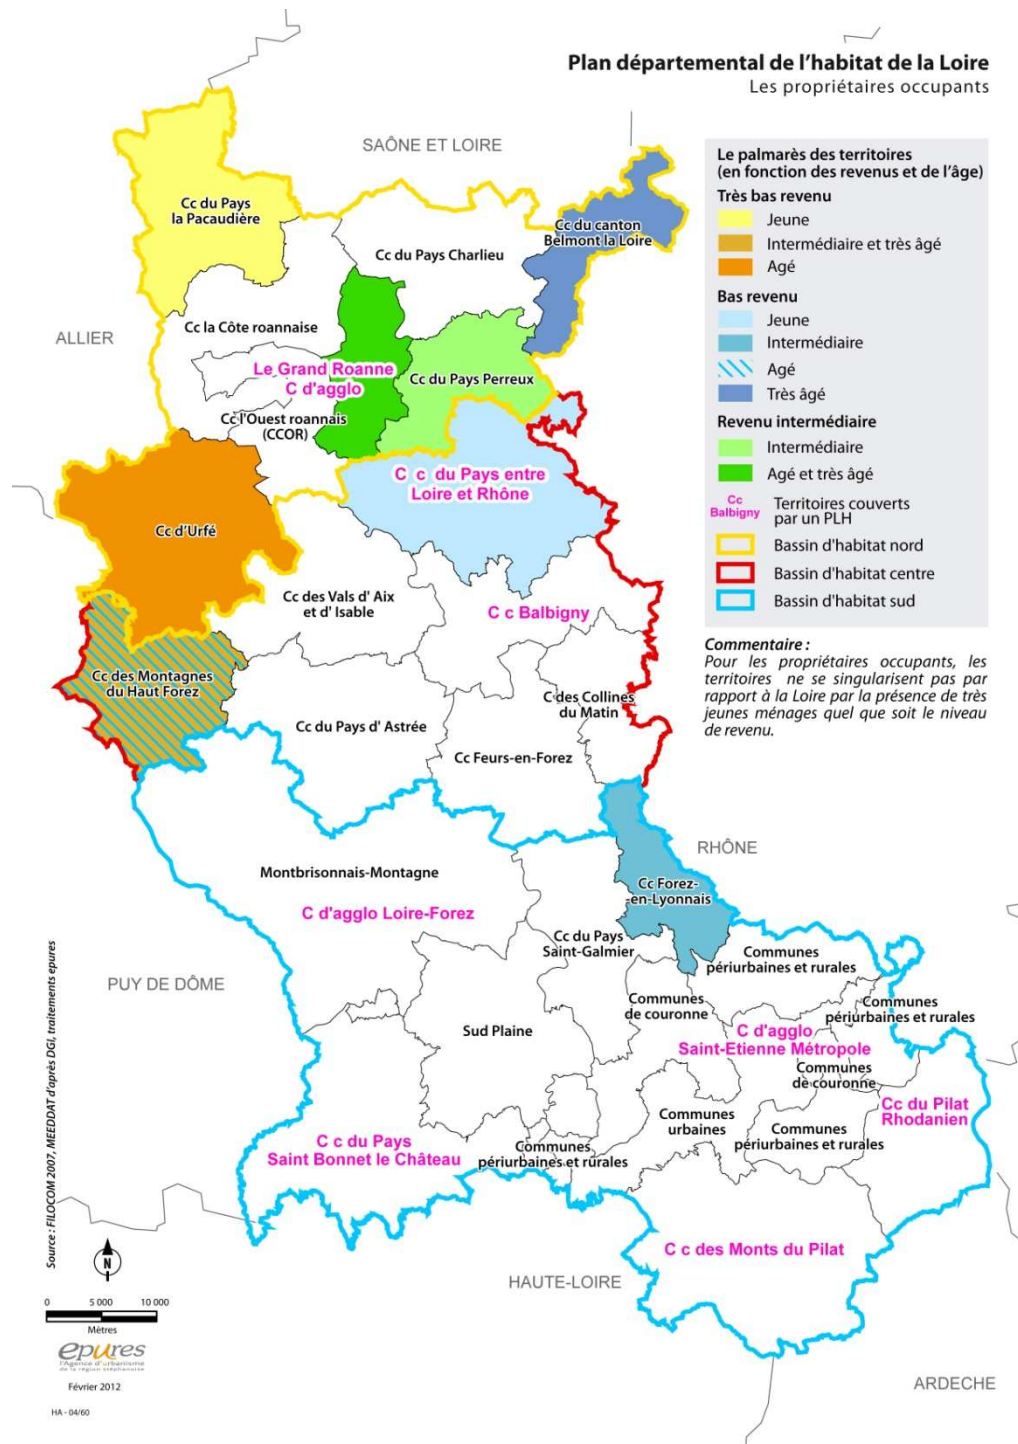 Plan départemental de l'habitat de la Loire
Les propriétaires occupants
SAÔNE ET LOIRE
Cc du Pays
la Pacaudière
Cc du canton
Belmont la Loire
Cc du Pays Charlieu
ALLIER
Cc la Côte roannaise
Le Grand Roanne
C d'agglo
Cc du Pays Perreux
Cc l'Ouest roannais
(CCOR)
C c du Pays entre
Loire et Rhône
Cc d'Urfé
Cc des Vals d' Aix
et d' Isable
C c Balbigny
Cc des Montagnes
du Haut Forez
C des Collines
du Matin
Cc du Pays d' Astrée
Cc Feurs-en-Forez
RHÔNE
Montbrisonnais-Montagne
C d'agglo Loire-Forez
Cc Forez-
-en-Lyonnais
Cc du Pays
Saint-Galmier
Communes
périurbaines et rurales
PUY DE DÔME
Communes
de couronne
Communes
périurbaines et rurales
Sud Plaine
C d'agglo
Saint-Etienne Métropole
Communes
de couronne
Cc du Pilat
Rhodanien
Communes
urbaines
Communes
périurbaines et rurales
C c du Pays
Saint Bonnet le Château
Communes
périurbaines et rurales
C c des Monts du Pilat
HAUTE-LOIRE
ARDECHE
Le palmarès des territoires
(en fonction des revenus et de l'âge)
Très bas revenu
Jeune
Intermédiaire et très âgé
Agé
Bas revenu
Jeune
Intermédiaire
Agé
Très âgé
Revenu intermédiaire
Intermédiaire
Agé et très âgé
Cc
Balbigny
Territoires couverts
par un PLH
Bassin d'habitat nord
Bassin d'habitat centre
Bassin d'habitat sud
Commentaire :
Pour les propriétaires occupants, les
territoires ne se singularisent pas par
rapport à la Loire par la présence de très
jeunes ménages quel que soit le niveau
de revenu.
Source : FILOCOM 2007, MEEDDAT d'après DGI, traitements epures
N
0 5 000 10 000
Mètres
epures
l'Agence d'urbanisme
de la région stéphanoise
Février 2012
HA - 04/60